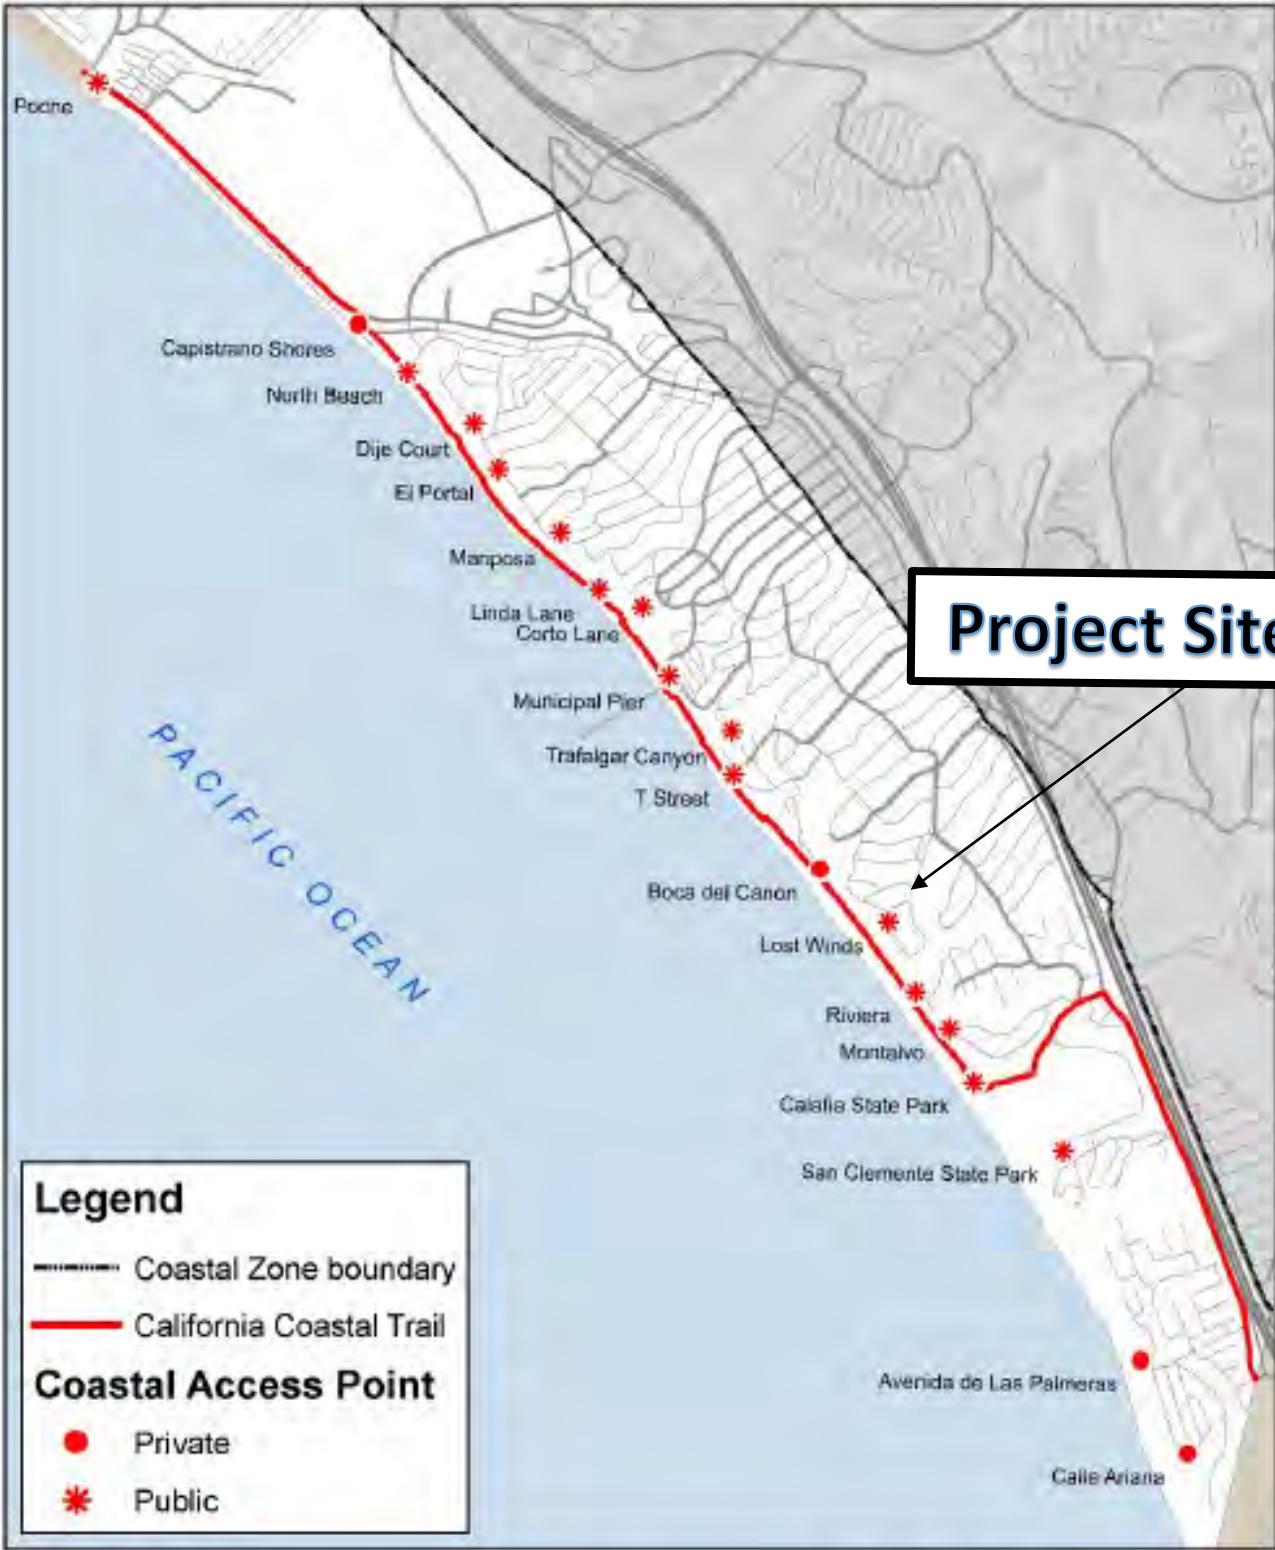 Poche
Capistrano Shores
North Beach
Dije Court
El Portal
Mariposa
Linda Lane
Corto Lane
Project Site
Municipal Pier
Trafalgar Canyon
T Street
PACIFIC OCEAN
Boca del Canon
Lost Winds
Riviera
Montalvo
Calafia State Park
San Clemente State Park
Avenida de Las Palmeras
Calle Ariana
Legend
Coastal Zone boundary
California Coastal Trail
Coastal Access Point
Private
Public